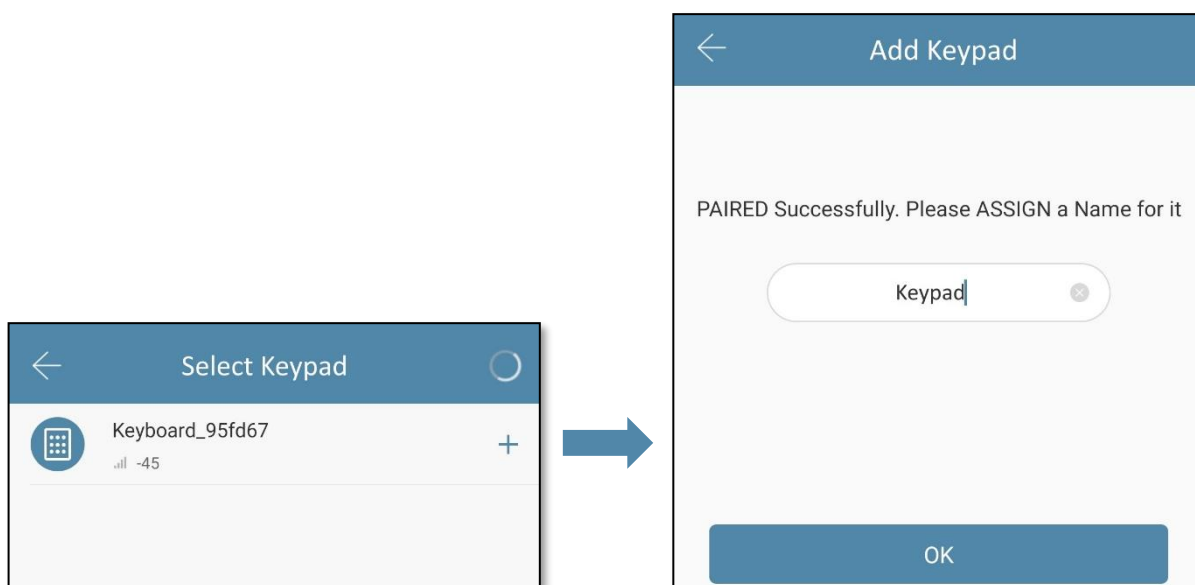 Select Keypad
Keyboard_95fd67
-45
Add Keypad
PAIRED Successfully. Please ASSIGN a Name for it
Keypad
OK